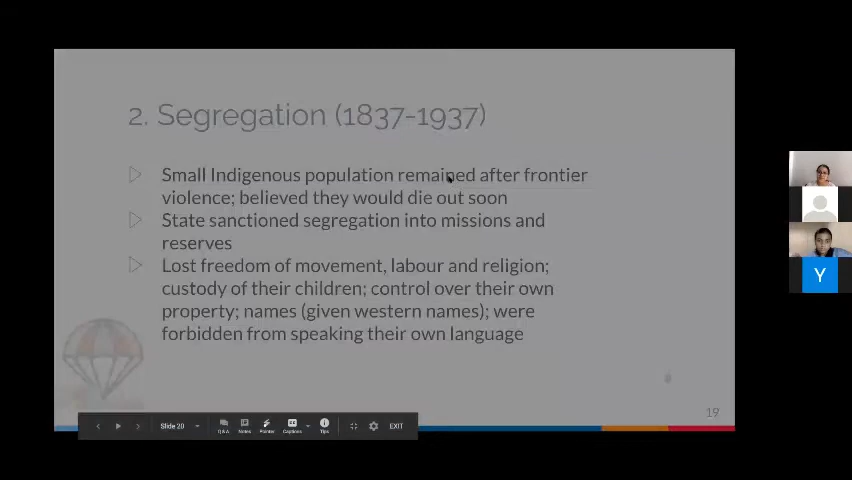 2. Segregation (1837-1937)
Small Indigenous population remained after frontier
violence; believed they would die out soon
State sanctioned segregation into missions and
reserves
Lost freedom of movement, labour and religion;
custody of their children; control over their own
property; names (given western names); were
forbidden from speaking their own language
19
Slide 20
Q&A
Notes
Pointer
CC
Captions
Tips
EXIT
Y